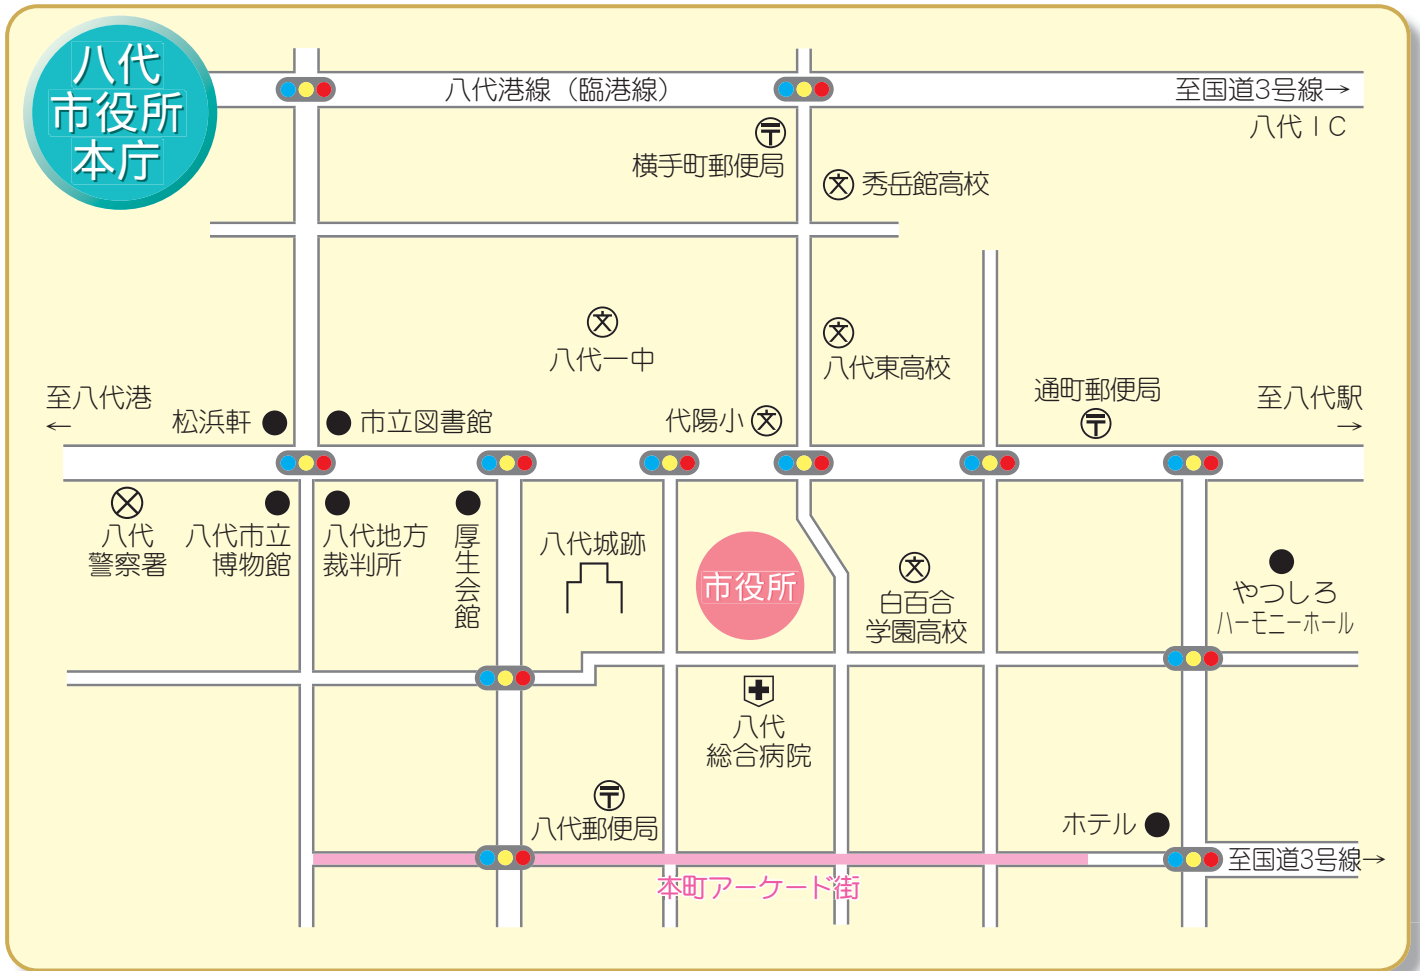 八代
市役所
本庁
八代港線（臨港線）
至国道3号線→
八代IC
横手町郵便局
秀岳館高校
八代一中
八代東高校
至八代港
←
松浜軒
市立図書館
代陽小
通町郵便局
至八代駅
→
八代
警察署
八代市立
博物館
八代地方
裁判所
厚生会館
八代城跡
市役所
白百合
学園高校
やつしろ
ハーモニーホール
八代
総合病院
八代郵便局
ホテル
至国道3号線→
本町アーケード街